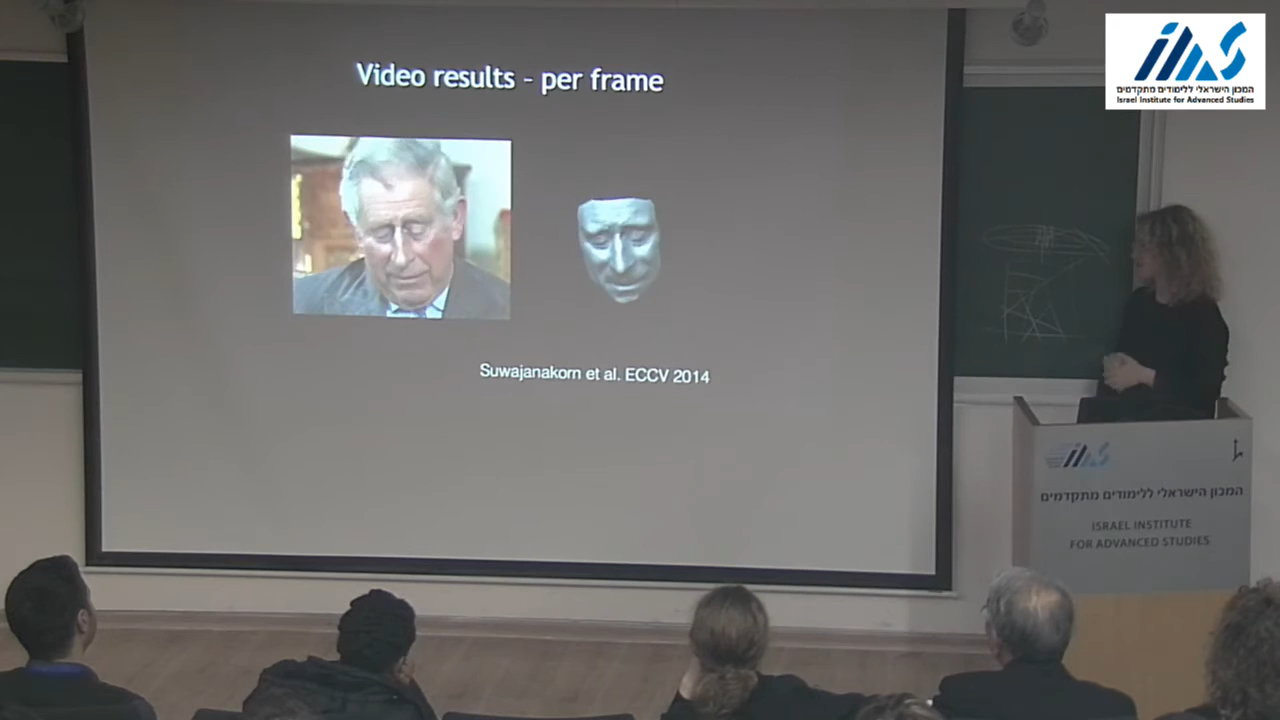 Video results - per frame
Suwajanakorn et al. ECCV 2014
המכון הישראלי ללימודים מתקדמים
Israel Institute for Advanced Studies
המכון הישראלי ללימודים מתקדמים
ISRAEL INSTITUTE
FOR ADVANCED STUDIES